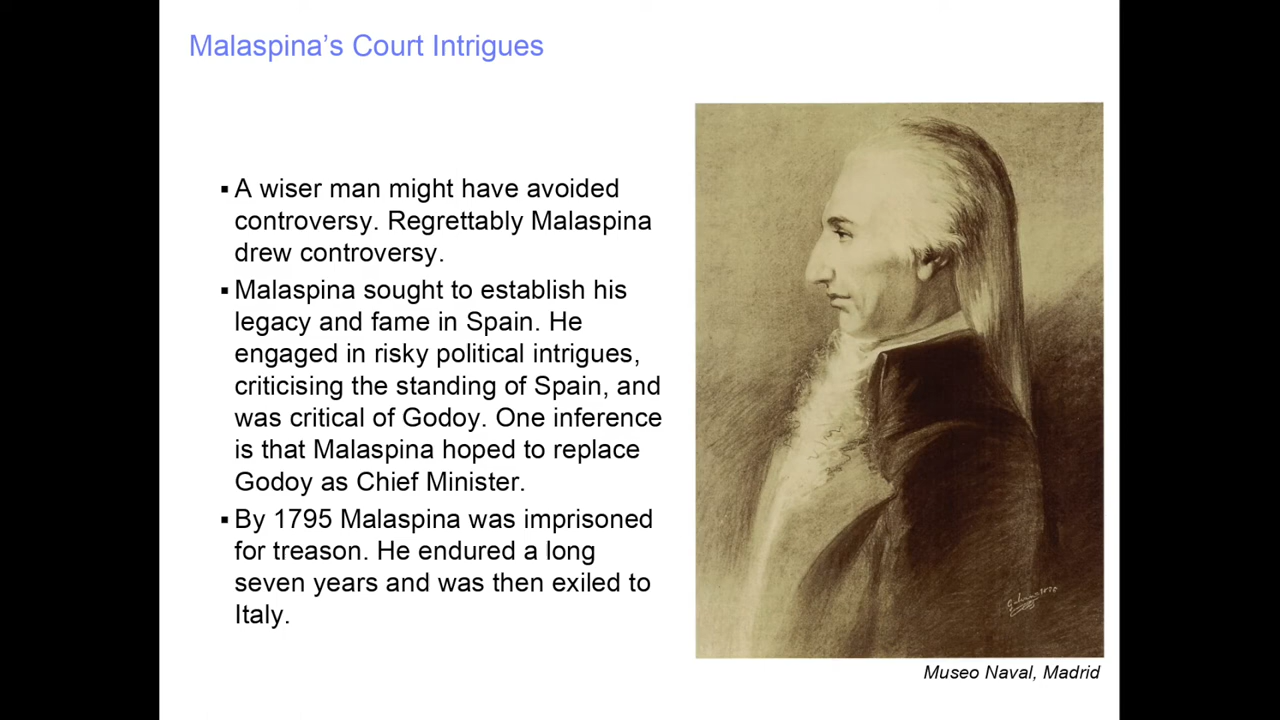 Malaspina’s Court Intrigues
▪ A wiser man might have avoided
controversy. Regrettably Malaspina
drew controversy.
▪ Malaspina sought to establish his
legacy and fame in Spain. He
engaged in risky political intrigues,
criticising the standing of Spain, and
was critical of Godoy. One inference
is that Malaspina hoped to replace
Godoy as Chief Minister.
▪ By 1795 Malaspina was imprisoned
for treason. He endured a long
seven years and was then exiled to
Italy.
Museo Naval, Madrid